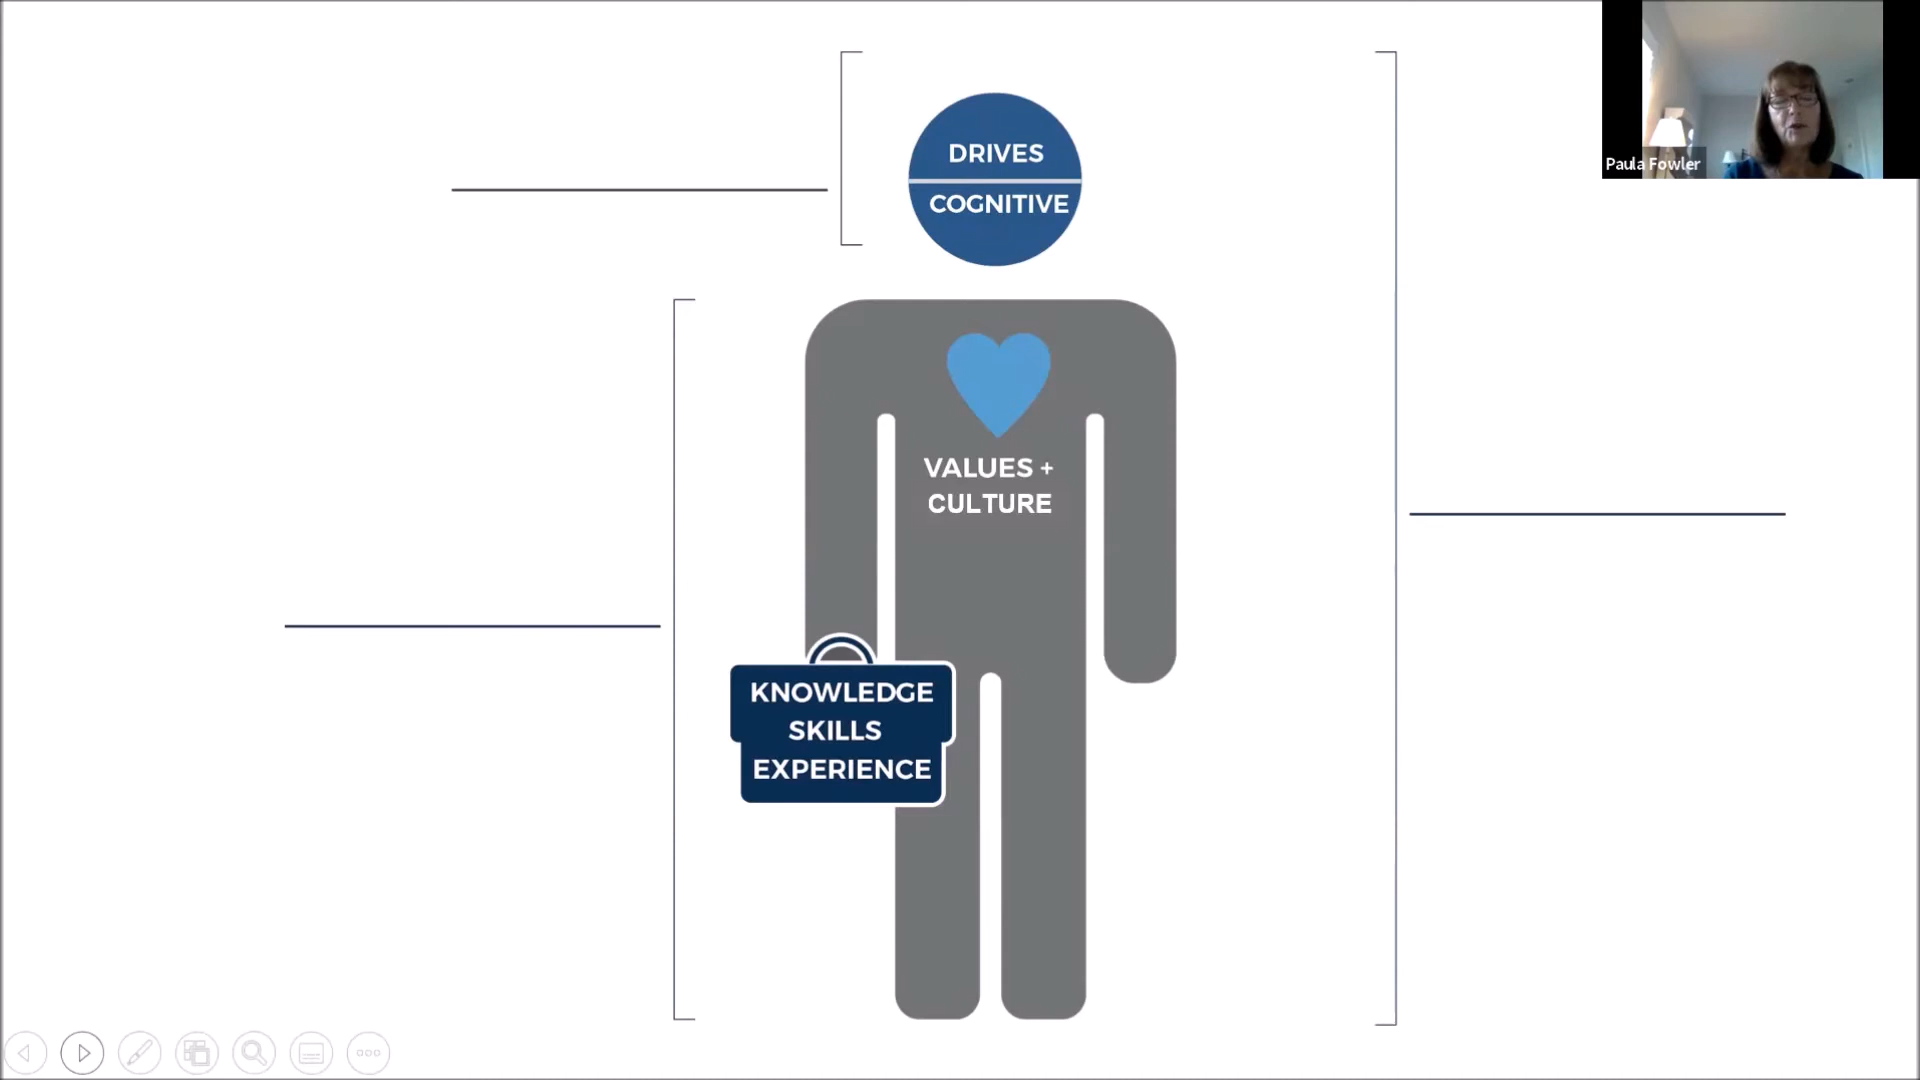 DRIVES
COGNITIVE
VALUES +
CULTURE
KNOWLEDGE
SKILLS
EXPERIENCE
Paula Fowler